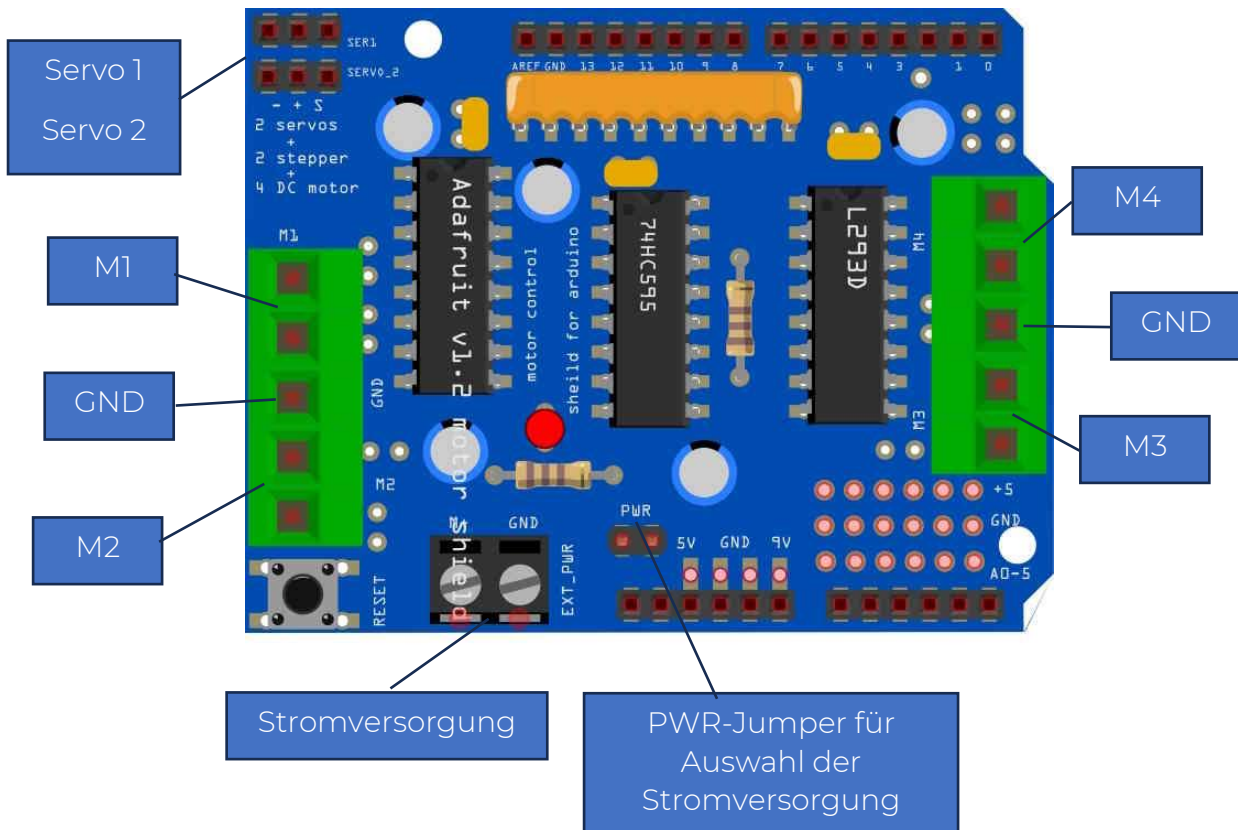 Servo 1
Servo 2
SER1
SERVO_2
- + S
2 servos
+
2 stepper
+
4 DC motor
AREF GND 13 12 11 10 9 8
7 6 5 4 3 1 0
M1
M1
GND
GND
M2
M2
Adafruit v1.2 motor shield
motor control
sheild for arduino
74HC595
L293D
M4
M4
GND
M3
M3
RESET
GND
EXT_PWR
PWR
5V GND 9V
+5
GND
A0-5
Stromversorgung
PWR-Jumper für
Auswahl der
Stromversorgung